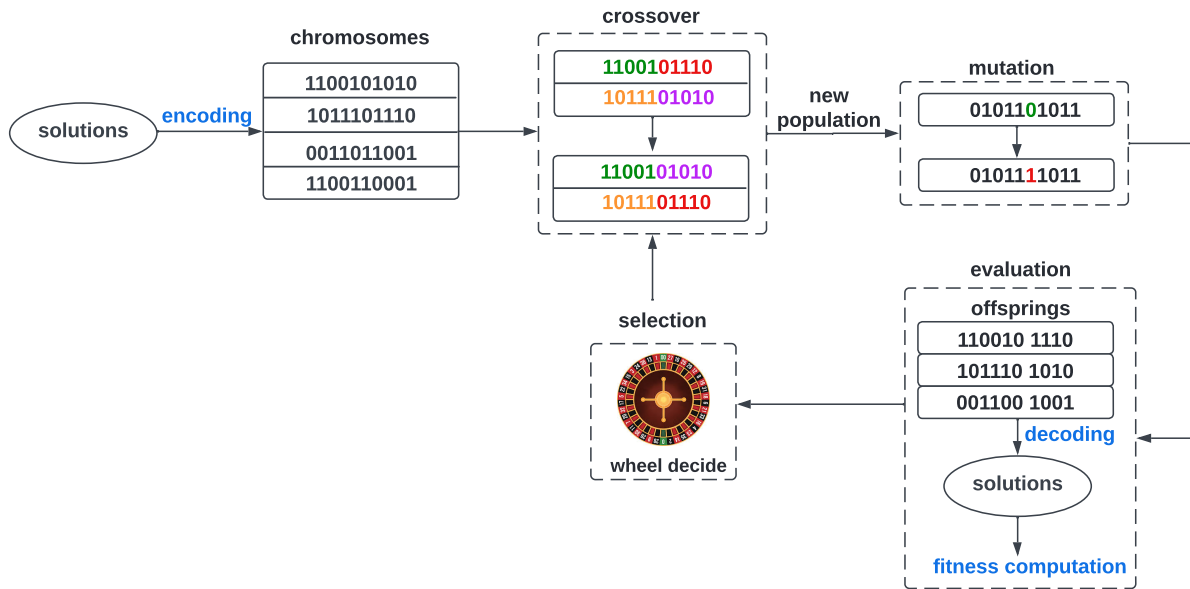 crossover
chromosomes
1100101010
1011101110
0011011001
1100110001
solutions
encoding
1100101110
1011101010
1100101010
1011101110
new
population
mutation
0101101011
0101111011
evaluation
offsprings
110010 1110
101110 1010
001100 1001
decoding
solutions
fitness computation
selection
wheel decide